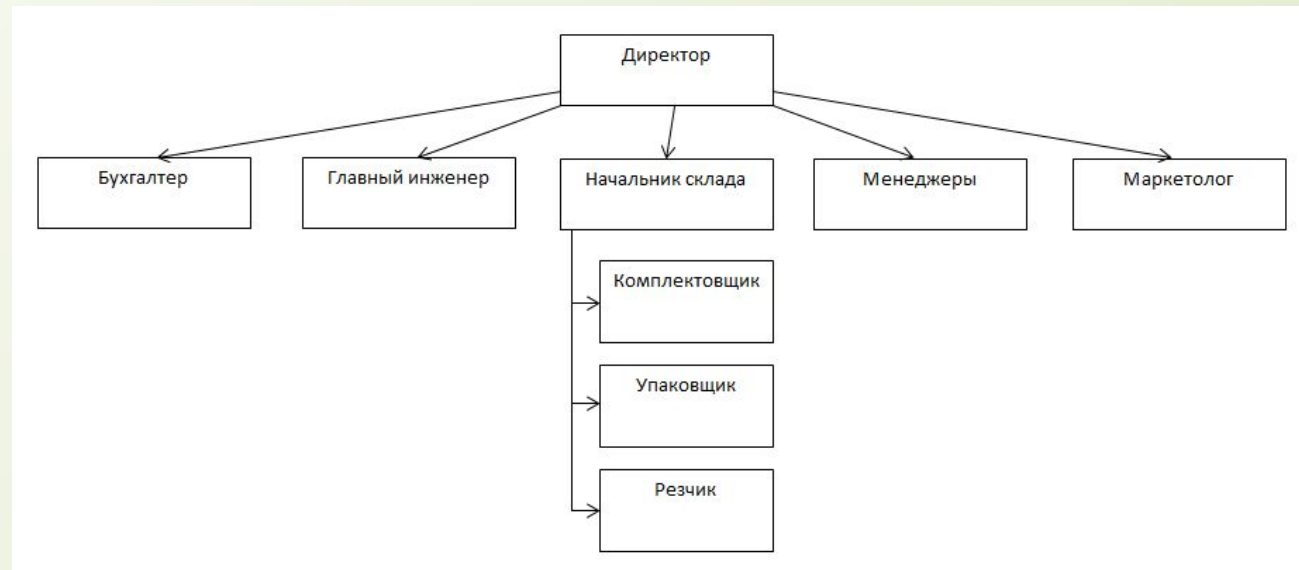 Директор
Бухгалтер
Главный инженер
Начальник склада
Менеджеры
Маркетолог
Комплектовщик
Упаковщик
Резчик